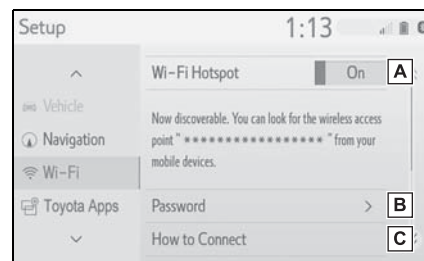 Setup
1:13
Vehicle
Navigation
Wi-Fi
Toyota Apps
Wi-Fi Hotspot
On
A
Now discoverable. You can look for the wireless access
point " ***************** " from your
mobile devices.
Password
>
B
How to Connect
C